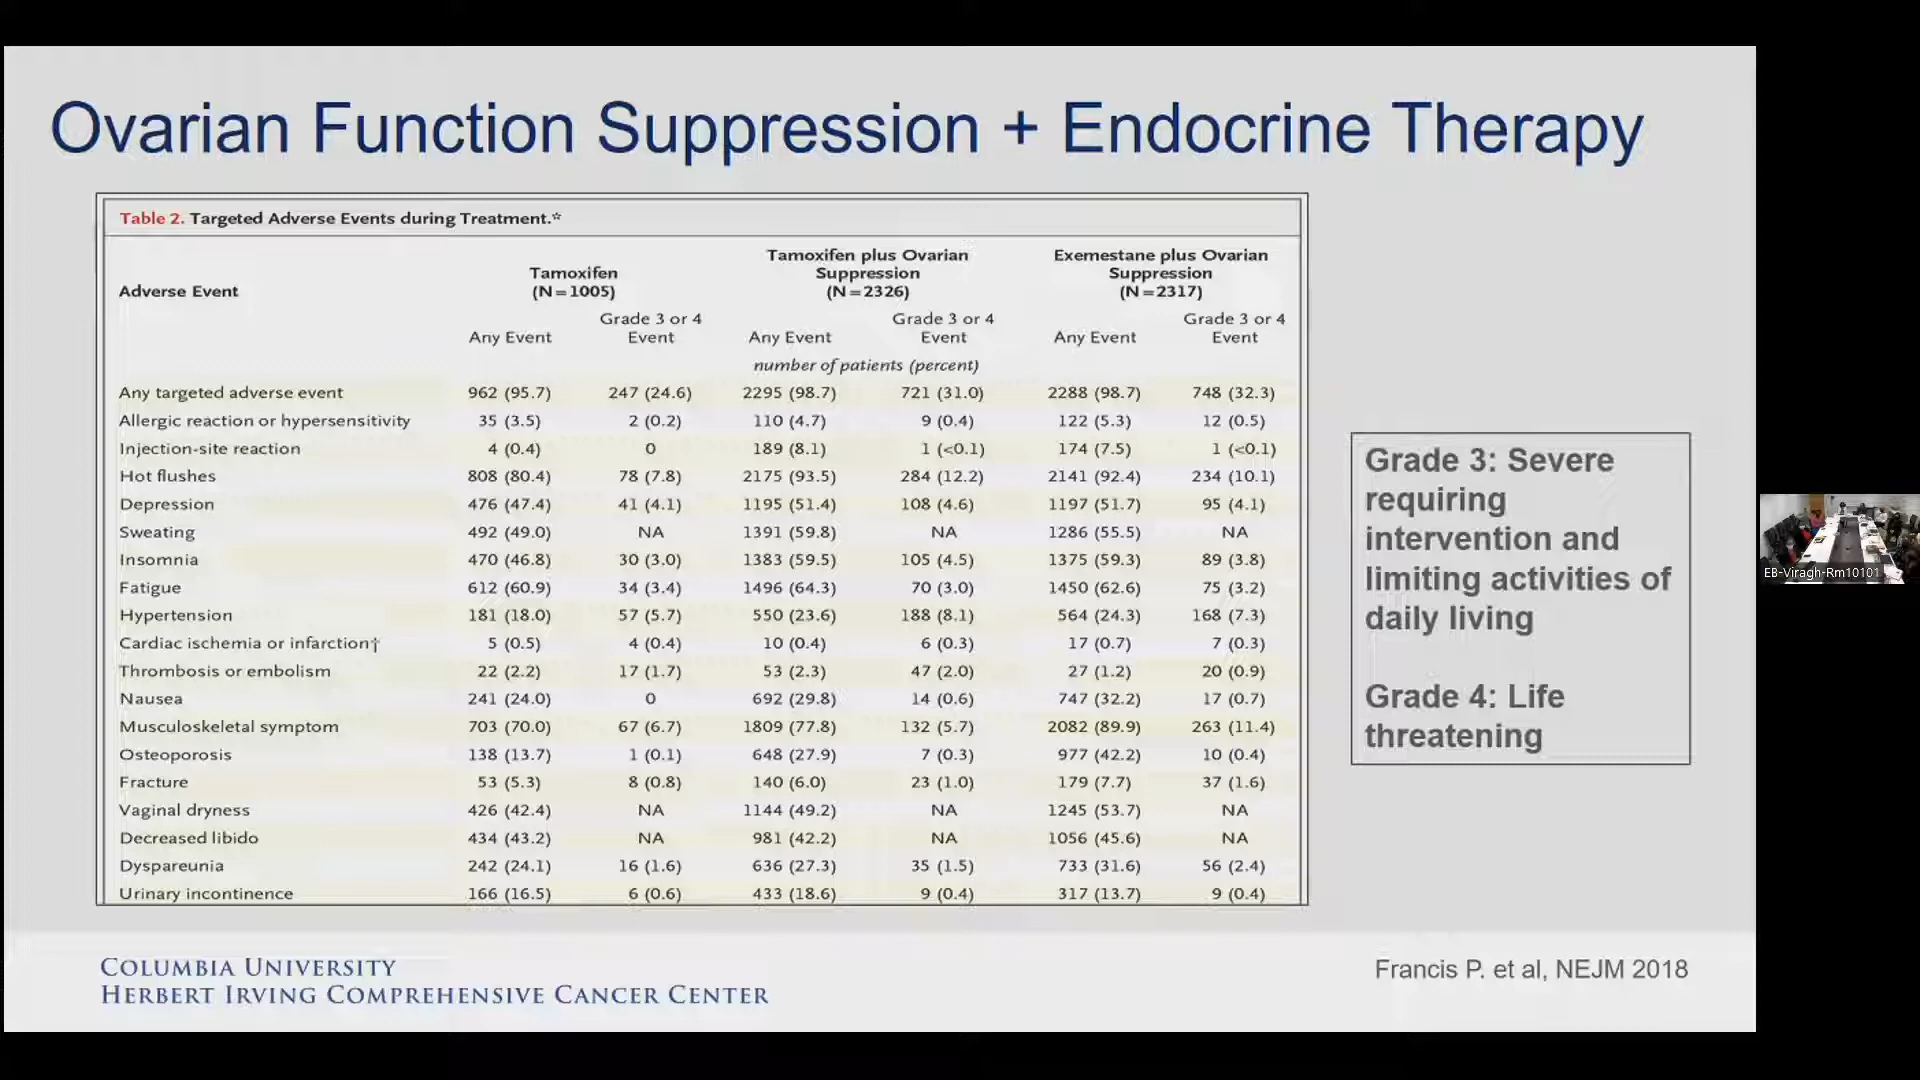 Ovarian Function Suppression + Endocrine Therapy
Table 2. Targeted Adverse Events during Treatment.*
Adverse Event Tamoxifen (N=1005) Tamoxifen plus Ovarian Suppression (N=2326) Exemestane plus Ovarian Suppression (N=2317)
Any Event Grade 3 or 4 Event Any Event Grade 3 or 4 Event Any Event Grade 3 or 4 Event
number of patients (percent)
Any targeted adverse event 962 (95.7) 247 (24.6) 2295 (98.7) 721 (31.0) 2288 (98.7) 748 (32.3)
Allergic reaction or hypersensitivity 35 (3.5) 2 (0.2) 110 (4.7) 9 (0.4) 122 (5.3) 12 (0.5)
Injection-site reaction 4 (0.4) 0 189 (8.1) 1 (<0.1) 174 (7.5) 1 (<0.1)
Hot flushes 808 (80.4) 78 (7.8) 2175 (93.5) 284 (12.2) 2141 (92.4) 234 (10.1)
Depression 476 (47.4) 41 (4.1) 1195 (51.4) 108 (4.6) 1197 (51.7) 95 (4.1)
Sweating 492 (49.0) NA 1391 (59.8) NA 1286 (55.5) NA
Insomnia 470 (46.8) 30 (3.0) 1383 (59.5) 105 (4.5) 1375 (59.3) 89 (3.8)
Fatigue 612 (60.9) 34 (3.4) 1496 (64.3) 70 (3.0) 1450 (62.6) 75 (3.2)
Hypertension 181 (18.0) 57 (5.7) 550 (23.6) 188 (8.1) 564 (24.3) 168 (7.3)
Cardiac ischemia or infarction† 5 (0.5) 4 (0.4) 10 (0.4) 6 (0.3) 17 (0.7) 7 (0.3)
Thrombosis or embolism 22 (2.2) 17 (1.7) 53 (2.3) 47 (2.0) 27 (1.2) 20 (0.9)
Nausea 241 (24.0) 0 692 (29.8) 14 (0.6) 747 (32.2) 17 (0.7)
Musculoskeletal symptom 703 (70.0) 67 (6.7) 1809 (77.8) 132 (5.7) 2082 (89.9) 263 (11.4)
Osteoporosis 138 (13.7) 1 (0.1) 648 (27.9) 7 (0.3) 977 (42.2) 10 (0.4)
Fracture 53 (5.3) 8 (0.8) 140 (6.0) 23 (1.0) 179 (7.7) 37 (1.6)
Vaginal dryness 426 (42.4) NA 1144 (49.2) NA 1245 (53.7) NA
Decreased libido 434 (43.2) NA 981 (42.2) NA 1056 (45.6) NA
Dyspareunia 242 (24.1) 16 (1.6) 636 (27.3) 35 (1.5) 733 (31.6) 56 (2.4)
Urinary incontinence 166 (16.5) 6 (0.6) 433 (18.6) 9 (0.4) 317 (13.7) 9 (0.4)
Grade 3: Severe
requiring
intervention and
limiting activities of
daily living
Grade 4: Life
threatening
EB-Viragh-Rm10101
COLUMBIA UNIVERSITY
HERBERT IRVING COMPREHENSIVE CANCER CENTER
Francis P. et al, NEJM 2018